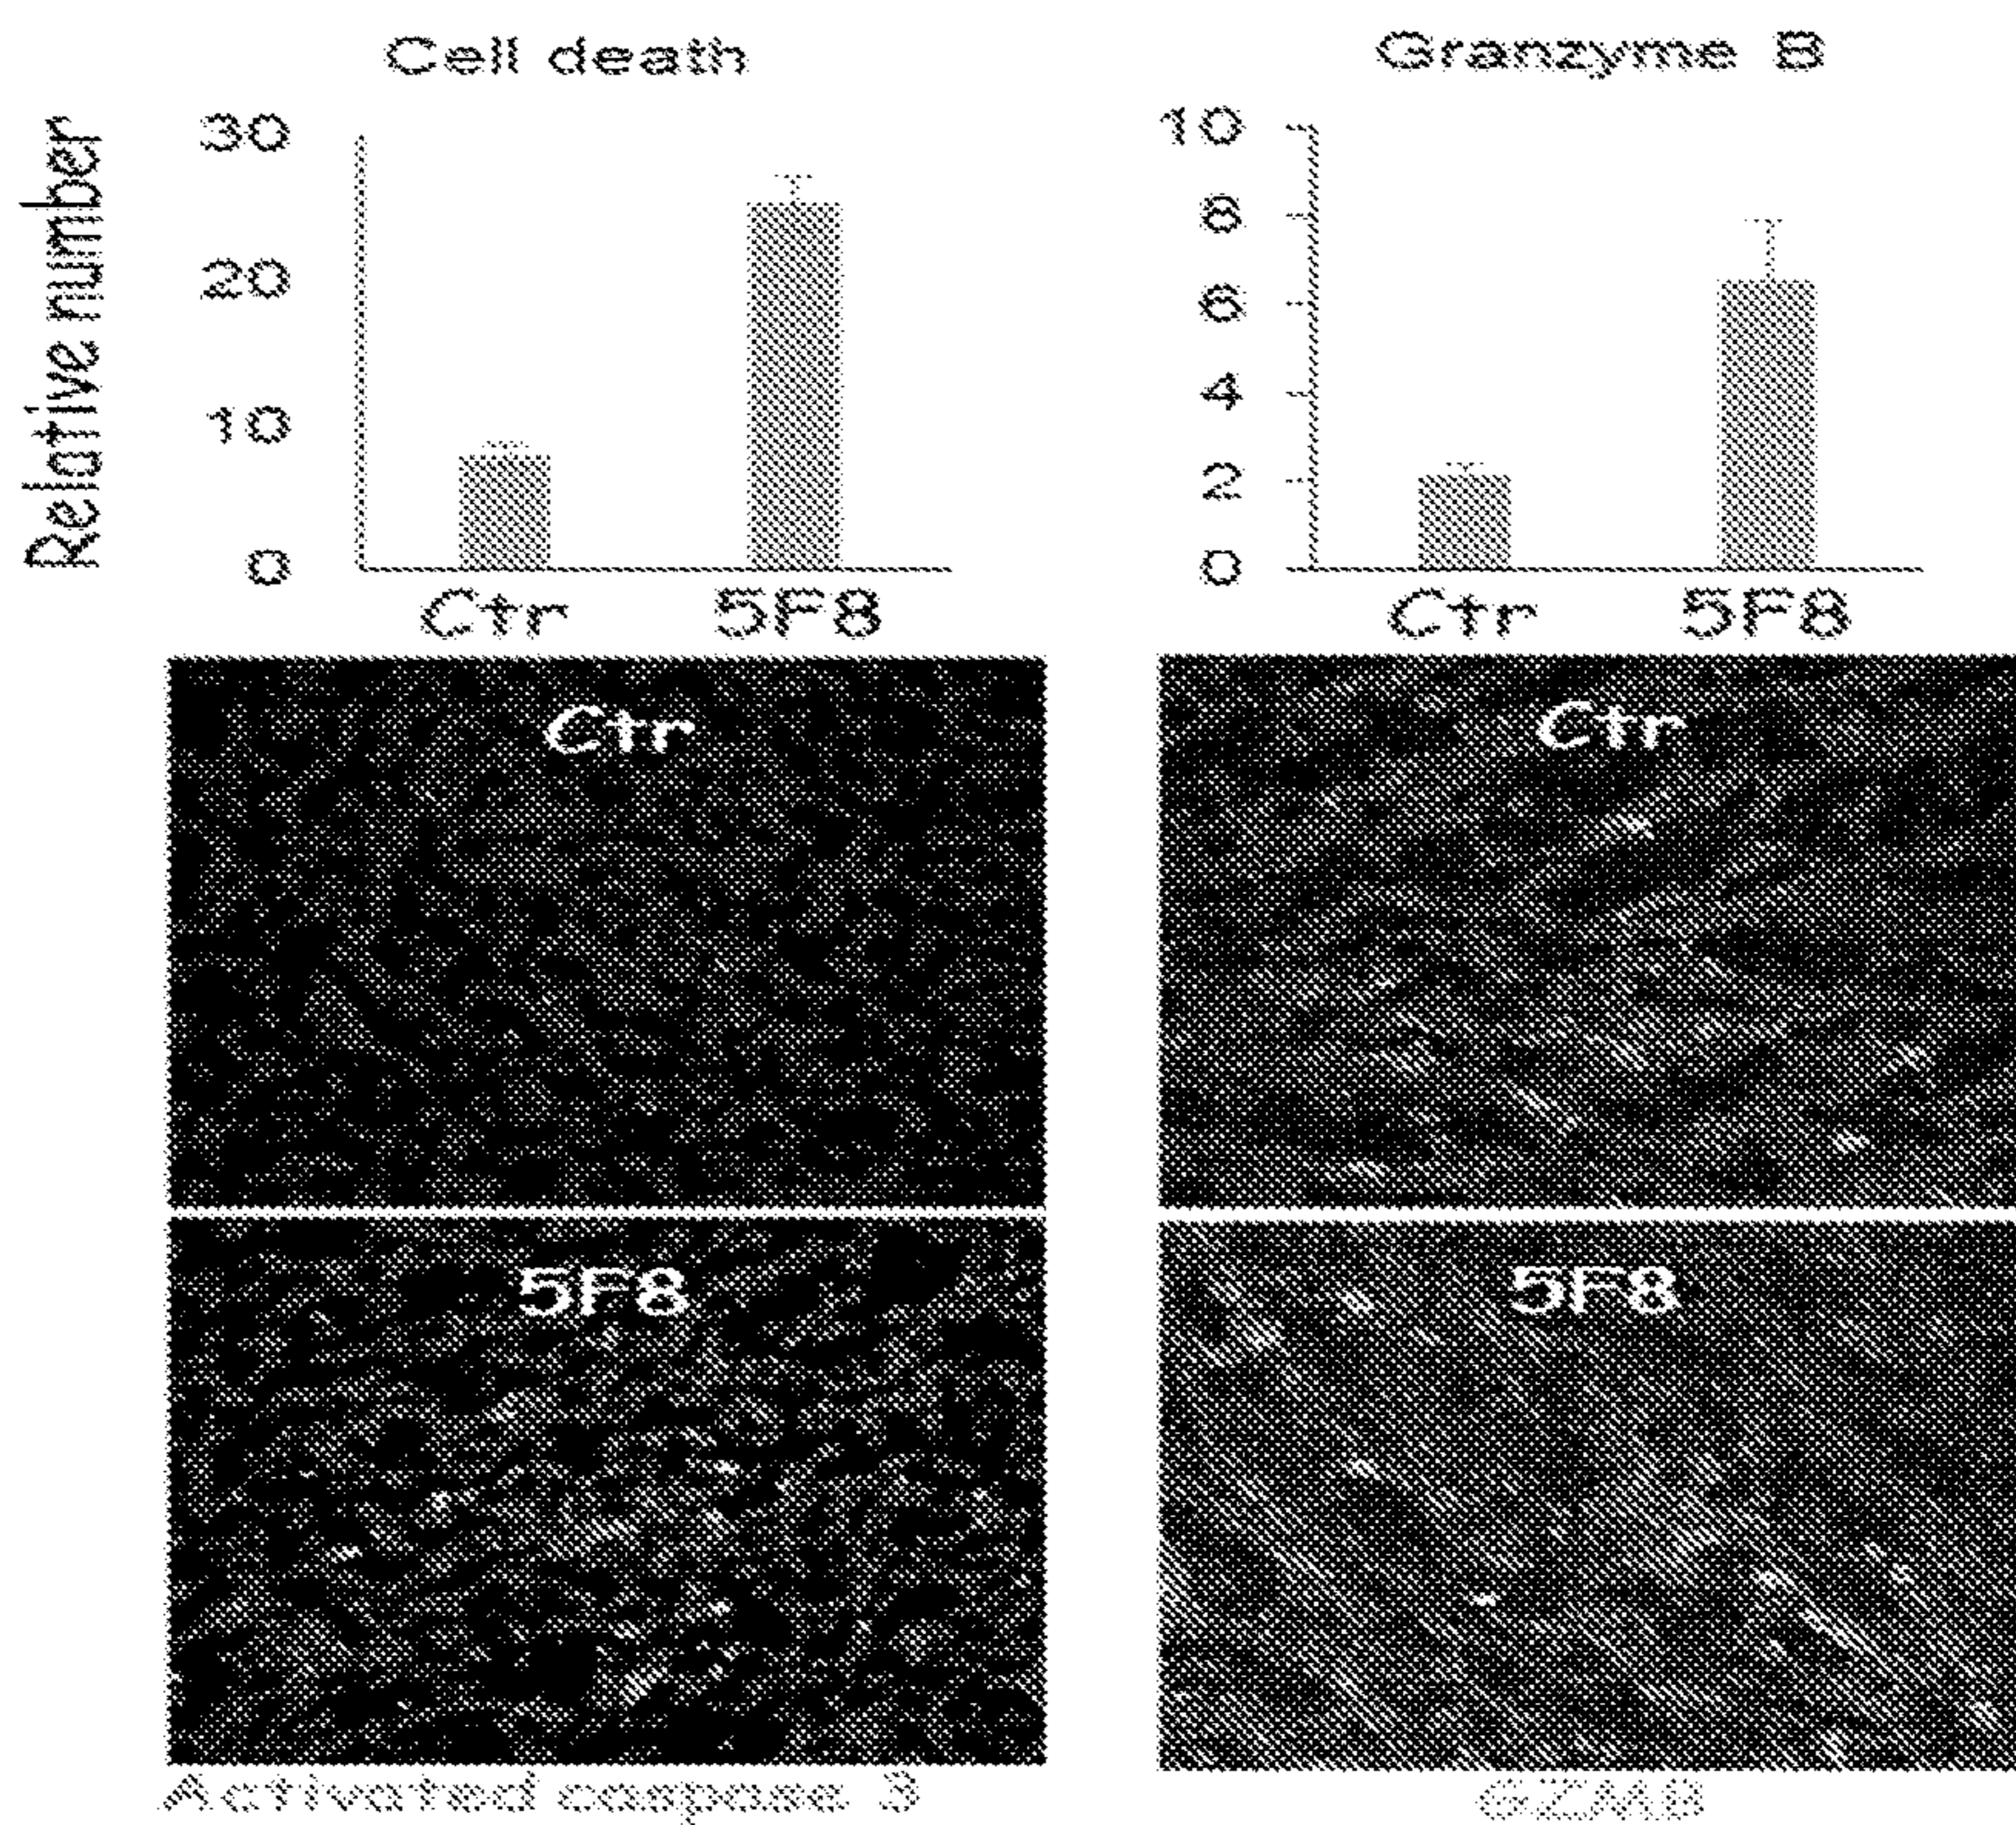 Cell death
Relative number
30
20
10
0
Ctr
5F8
Granzyme B
10
8
6
4
2
0
Ctr
5F8
Ctr
5F8
Activated caspase 3
Ctr
5F8
GZMB